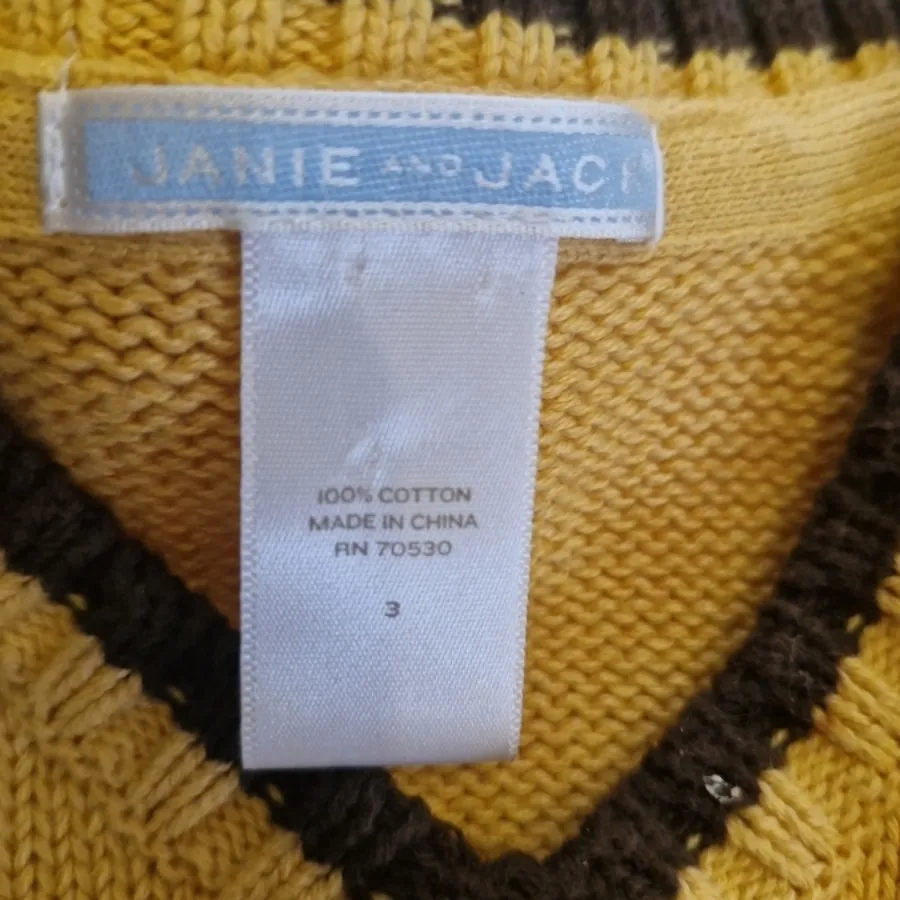 JANIE AND JACK
100% COTTON
MADE IN CHINA
RN 70530
3